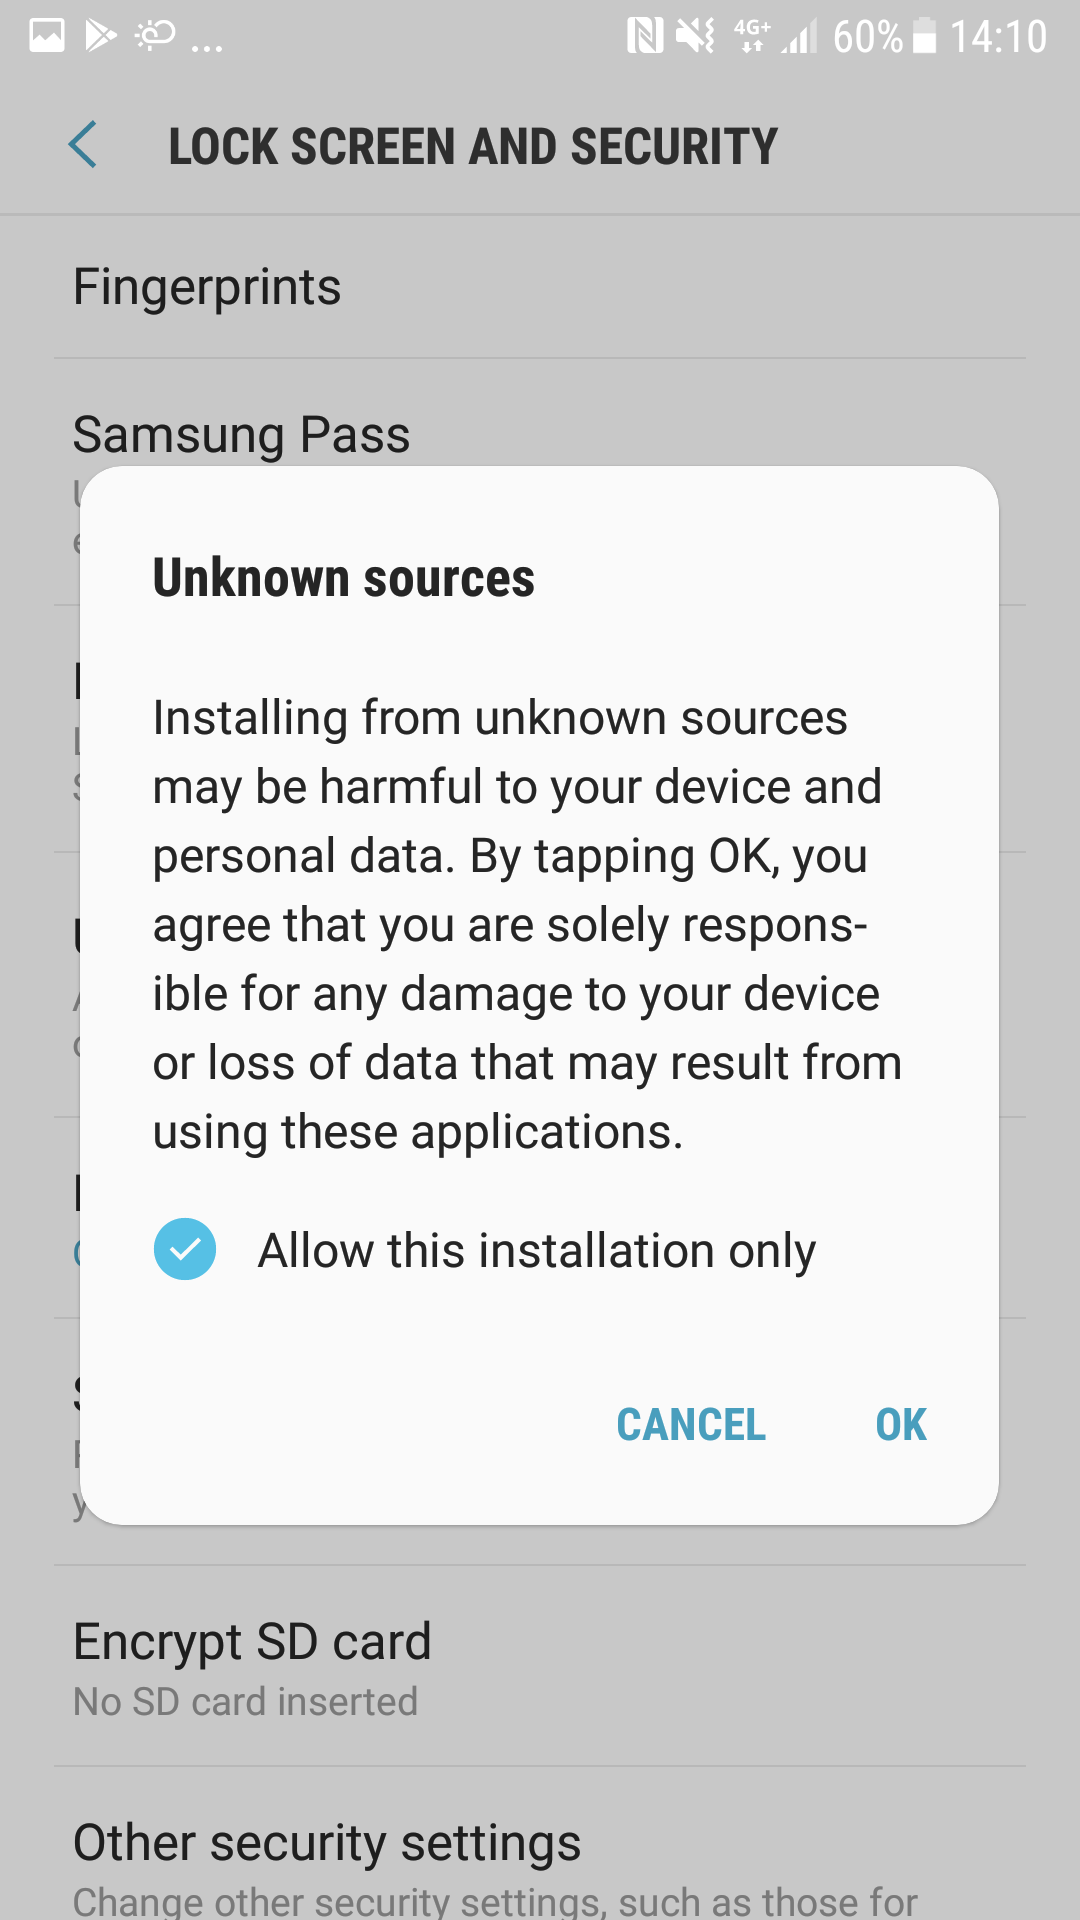 4G+ 60% 14:10
LOCK SCREEN AND SECURITY
Fingerprints
Samsung Pass
Unknown sources
Installing from unknown sources
may be harmful to your device and
personal data. By tapping OK, you
agree that you are solely respons-
ible for any damage to your device
or loss of data that may result from
using these applications.
Allow this installation only
CANCEL OK
Encrypt SD card
No SD card inserted
Other security settings
Change other security settings, such as those for